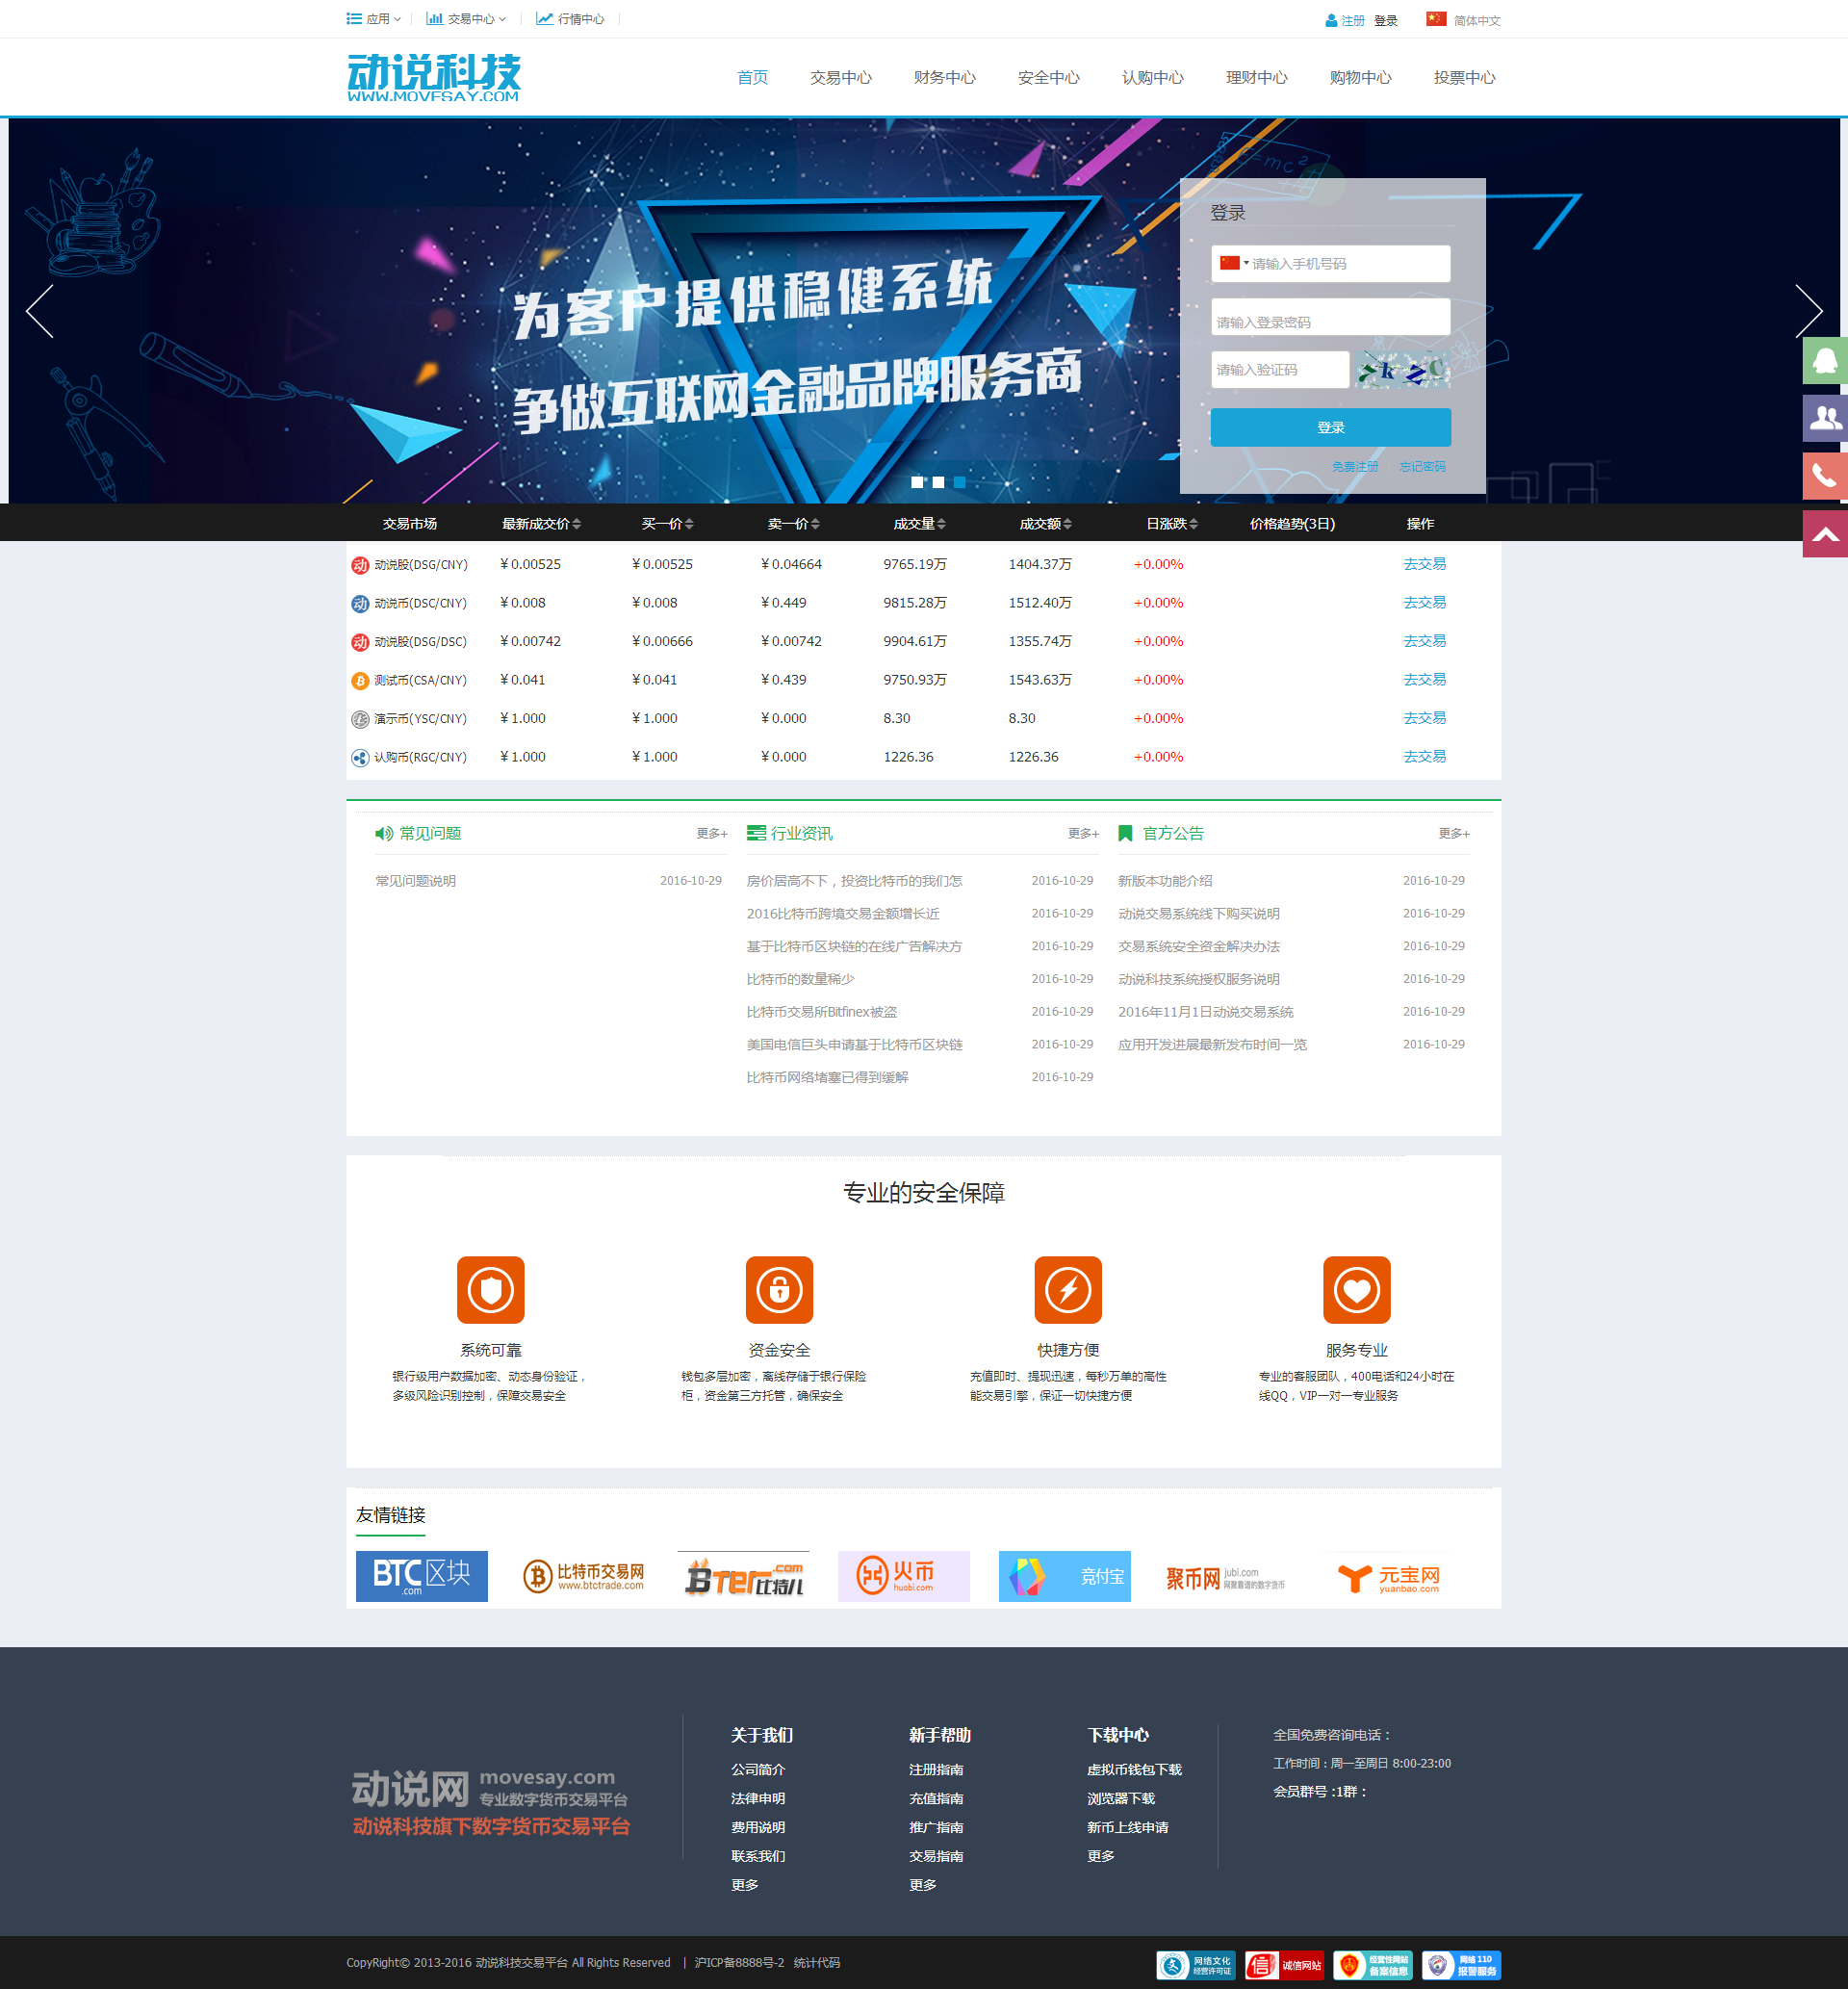 应用 交易中心 行情中心 注册 登录 简体中文
动说科技
WWW.MOVESAY.COM
首页 交易中心 财务中心 安全中心 认购中心 理财中心 购物中心 投票中心
为客户提供稳健系统
争做互联网金融品牌服务商
登录
请输入手机号码
请输入登录密码
请输入验证码
登录
免费注册 忘记密码
交易市场 最新成交价 买一价 卖一价 成交量 成交额 日涨跌 价格趋势(3日) 操作
动说股(DSG/CNY) ¥0.00525 ¥0.00525 ¥0.04664 9765.19万 1404.37万 +0.00% 去交易
动说币(DSC/CNY) ¥0.008 ¥0.008 ¥0.449 9815.28万 1512.40万 +0.00% 去交易
动说股(DSG/DSC) ¥0.00742 ¥0.00666 ¥0.00742 9904.61万 1355.74万 +0.00% 去交易
测试币(CSA/CNY) ¥0.041 ¥0.041 ¥0.439 9750.93万 1543.63万 +0.00% 去交易
演示币(YSC/CNY) ¥1.000 ¥1.000 ¥0.000 8.30 8.30 +0.00% 去交易
认购币(RGC/CNY) ¥1.000 ¥1.000 ¥0.000 1226.36 1226.36 +0.00% 去交易
常见问题 更多+
常见问题说明 2016-10-29
行业资讯 更多+
房价居高不下，投资比特币的我们怎 2016-10-29
2016比特币跨境交易金额增长近 2016-10-29
基于比特币区块链的在线广告解决方 2016-10-29
比特币的数量稀少 2016-10-29
比特币交易所Bitfinex被盗 2016-10-29
美国电信巨头申请基于比特币区块链 2016-10-29
比特币网络堵塞已得到缓解 2016-10-29
官方公告 更多+
新版本功能介绍 2016-10-29
动说交易系统线下购买说明 2016-10-29
交易系统安全资金解决办法 2016-10-29
动说科技系统授权服务说明 2016-10-29
2016年11月1日动说交易系统 2016-10-29
应用开发进展最新发布时间一览 2016-10-29
专业的安全保障
系统可靠
银行级用户数据加密、动态身份验证，
多级风险识别控制，保障交易安全
资金安全
钱包多层加密，离线存储于银行保险
柜，资金第三方托管，确保安全
快捷方便
充值即时、提现迅速，每秒万单的高性
能交易引擎，保证一切快捷方便
服务专业
专业的客服团队，400电话和24小时在
线QQ，VIP一对一专业服务
友情链接
BTC区块
.com
比特币交易网
www.btctrade.com
BTer.com
比特儿
火币
huobi.com
竞付宝
聚币网
jubi.com
元宝网
yuanbao.com
动说网
movesay.com
专业数字货币交易平台
动说科技旗下数字货币交易平台
关于我们
公司简介
法律申明
费用说明
联系我们
更多
新手帮助
注册指南
充值指南
推广指南
交易指南
更多
下载中心
虚拟币钱包下载
浏览器下载
新币上线申请
更多
全国免费咨询电话：
工作时间：周一至周日 8:00-23:00
会员群号 :1群：
CopyRight© 2013-2016 动说科技交易平台 All Rights Reserved | 沪ICP备8888号-2 统计代码
网络文化
经营许可证
诚信网站
经营性网站
备案信息
网络 110
报警服务